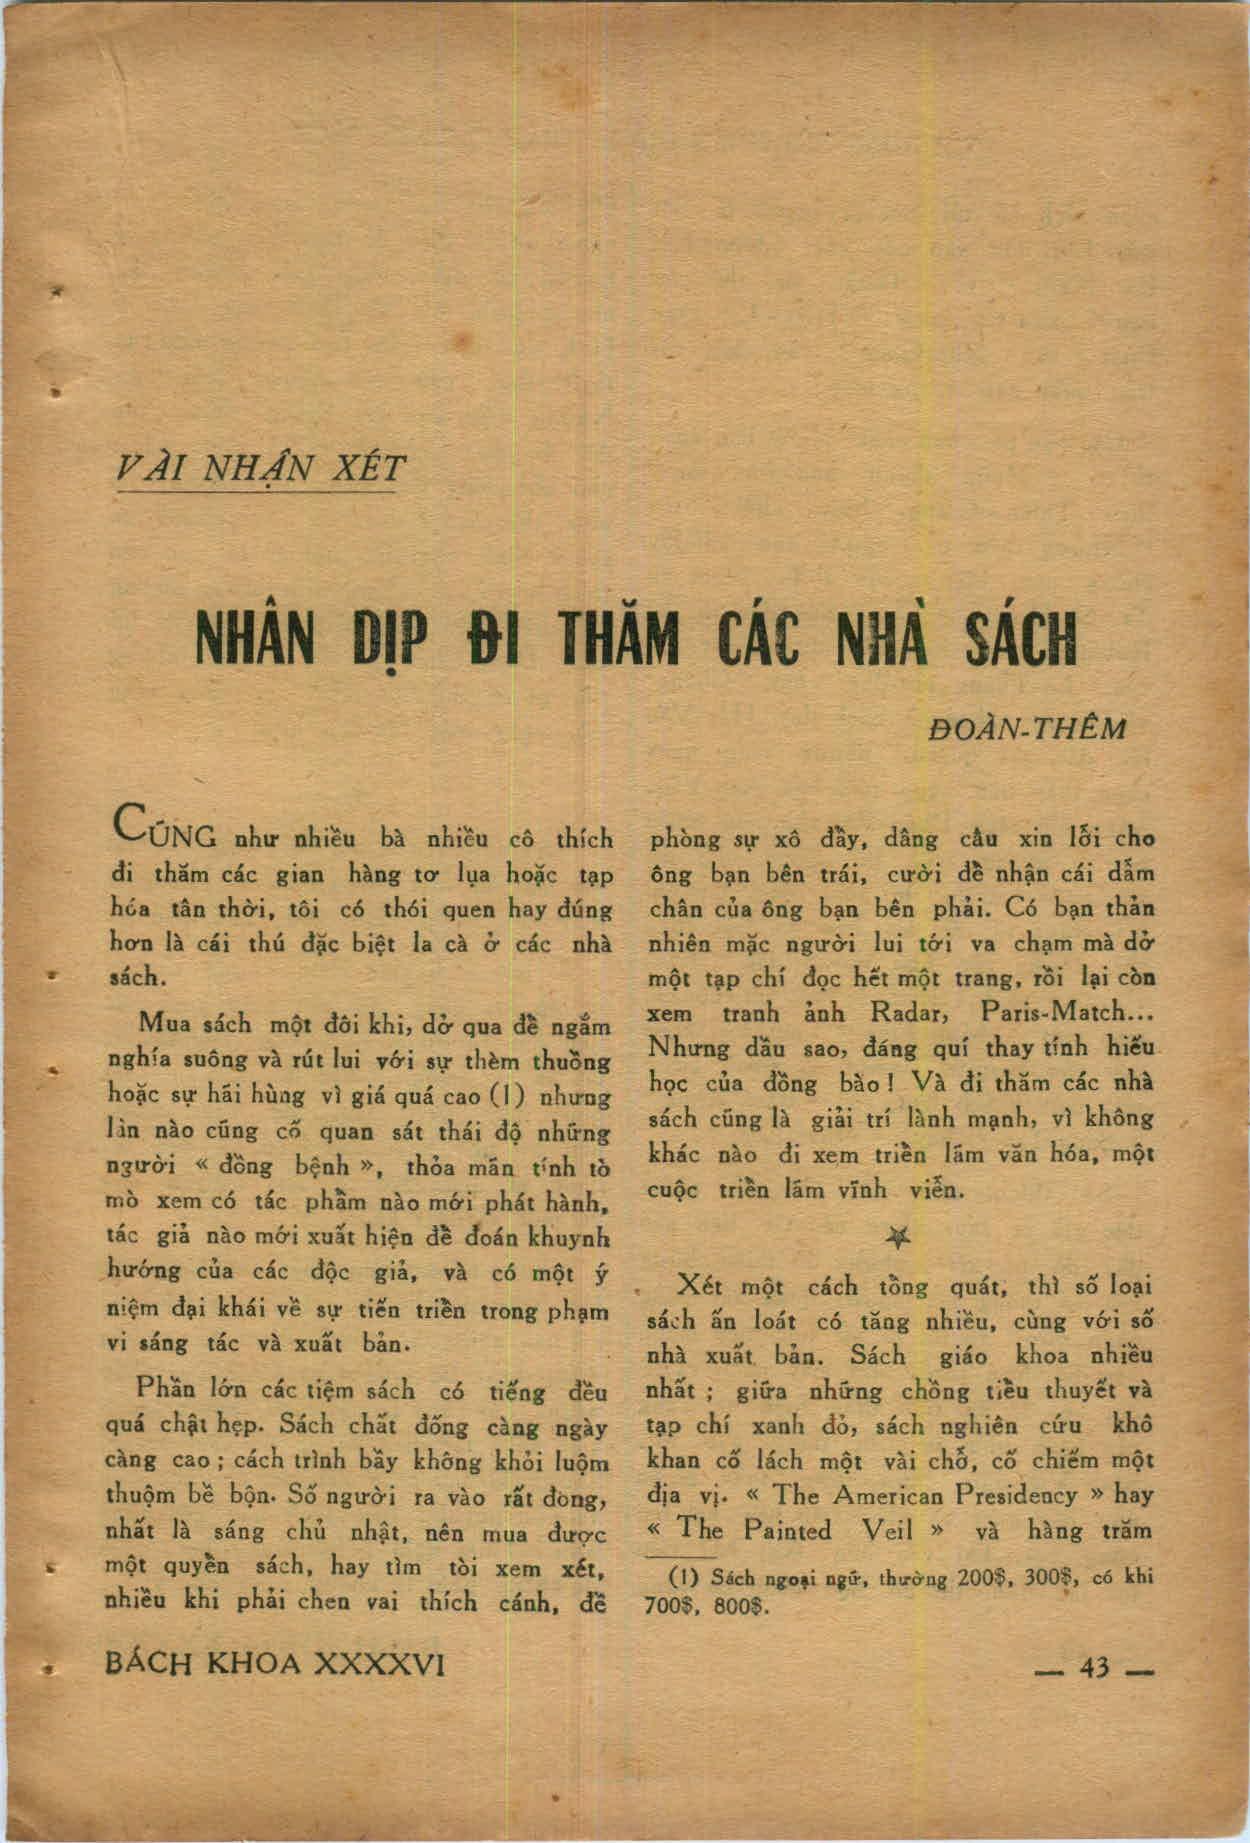 VÀI NHẬN XÉT
NHÂN DỊP ĐI THĂM CÁC NHÀ SÁCH
ĐOÀN-THÊM
CŨNG như nhiều bà nhiều cô thích
đi thăm các gian hàng tơ lụa hoặc tạp
hóa tân thời, tôi có thói quen hay đúng
hơn là cái thú đặc biệt la cà ở các nhà
sách.
Mua sách một đôi khi, dở qua để ngắm
nghía suông và rút lui với sự thèm thuồng
hoặc sự hãi hùng vì giá quá cao (1) nhưng
lần nào cũng cố quan sát thái độ những
người « đồng bệnh », thỏa mãn tính tò
mò xem có tác phẩm nào mới phát hành,
tác giả nào mới xuất hiện để đoán khuynh
hướng của các độc giả, và có một ý
niệm đại khái về sự tiến triển trong phạm
vi sáng tác và xuất bản.
Phần lớn các tiệm sách có tiếng đều
quá chật hẹp. Sách chất đống càng ngày
càng cao ; cách trình bầy không khỏi luộm
thuộm bề bộn. Số người ra vào rất đông,
nhất là sáng chủ nhật, nên mua được
một quyển sách, hay tìm tòi xem xét,
nhiều khi phải chen vai thích cánh, đề
phòng sự xô đẩy, dâng câu xin lỗi cho
ông bạn bên trái, cười để nhận cái dẫm
chân của ông bạn bên phải. Có bạn thản
nhiên mặc người lui tới va chạm mà dở
một tạp chí đọc hết một trang, rồi lại còn
xem tranh ảnh Radar, Paris-Match...
Nhưng dầu sao, đáng quí thay tính hiếu
học của đồng bào ! Và đi thăm các nhà
sách cũng là giải trí lành mạnh, vì không
khác nào đi xem triển lãm văn hóa, một
cuộc triển lãm vĩnh viễn.
Xét một cách tổng quát, thì số loại
sách ấn loát có tăng nhiều, cùng với số
nhà xuất bản. Sách giáo khoa nhiều
nhất ; giữa những chồng tiểu thuyết và
tạp chí xanh đỏ, sách nghiên cứu khô
khan cố lách một vài chỗ, cố chiếm một
địa vị. « The American Presidency » hay
« The Painted Veil » và hàng trăm
(1) Sách ngoại ngữ, thường 200$, 300$, có khi
700$, 800$.
BÁCH KHOA XXXXVI
— 43 —